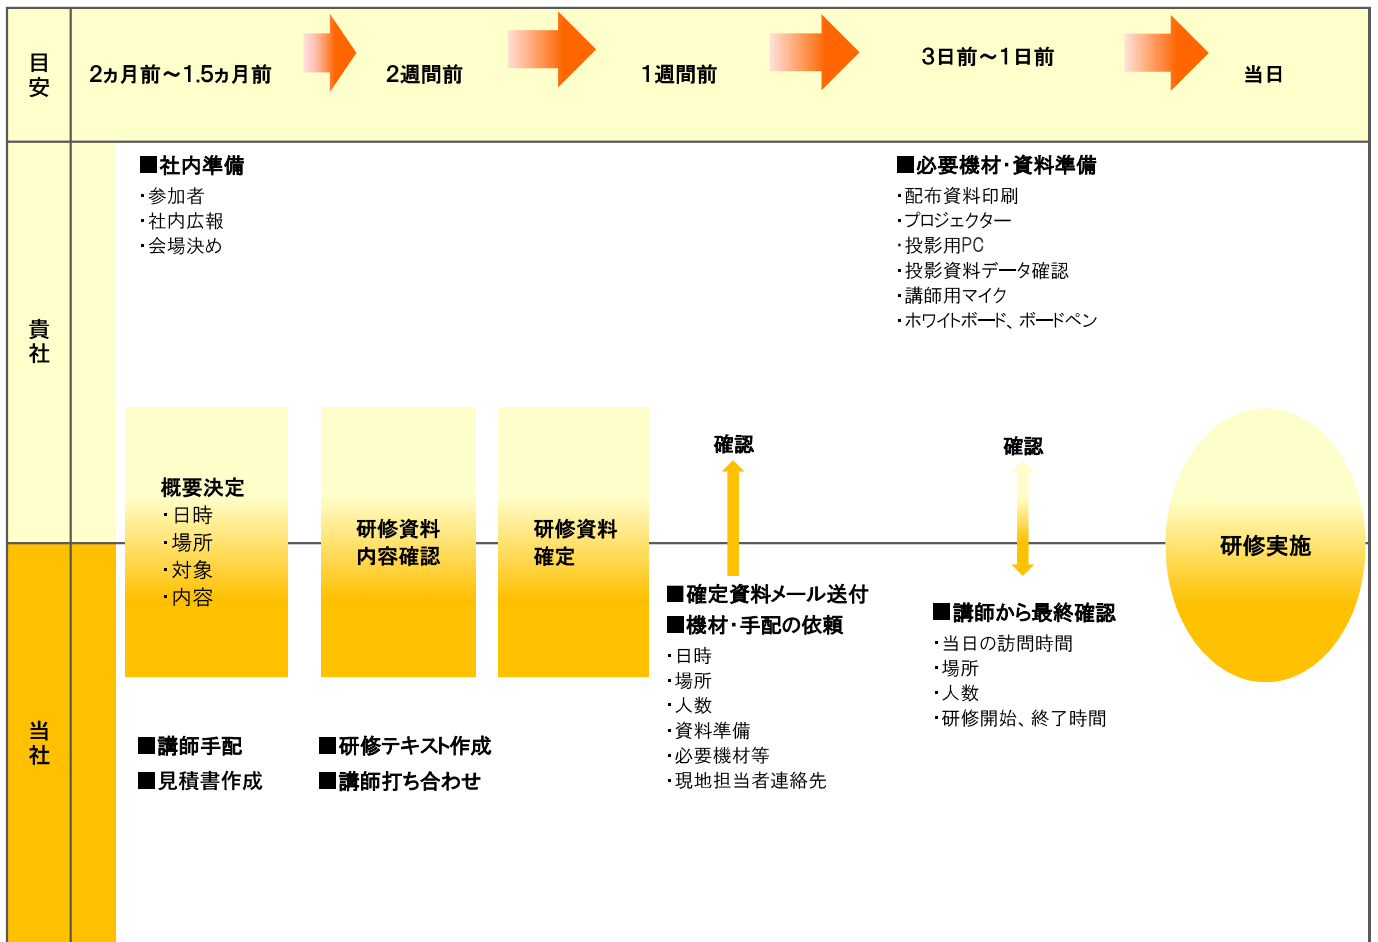 目安
2ヵ月前～1.5ヵ月前
2週間前
1週間前
3日前～1日前
当日
貴社
■社内準備
・参加者
・社内広報
・会場決め
■必要機材・資料準備
・配布資料印刷
・プロジェクター
・投影用PC
・投影資料データ確認
・講師用マイク
・ホワイトボード、ボードペン
概要決定
・日時
・場所
・対象
・内容
研修資料
内容確認
研修資料
確定
確認
確認
研修実施
当社
■講師手配
■見積書作成
■研修テキスト作成
■講師打ち合わせ
■確定資料メール送付
■機材・手配の依頼
・日時
・場所
・人数
・資料準備
・必要機材等
・現地担当者連絡先
■講師から最終確認
・当日の訪問時間
・場所
・人数
・研修開始、終了時間